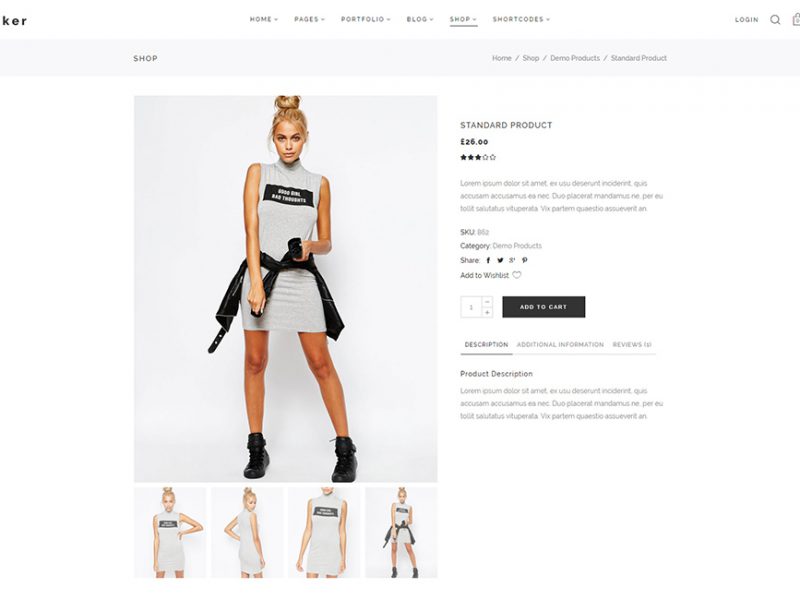 ker
HOME PAGES PORTFOLIO BLOG SHOP SHORTCODES
LOGIN
SHOP
Home / Shop / Demo Products / Standard Product
GOOD GIRL
BAD THOUGHTS
STANDARD PRODUCT
£26.00
Lorem ipsum dolor sit amet, ex usu deserunt inciderint, quis
accusam accusamus ea nec. Duo placerat mandamus ne, per eu
tollit salutatus vituperata. Vix partem quaestio assueverit an.
SKU: 862
Category: Demo Products
Share:
Add to Wishlist
1
ADD TO CART
DESCRIPTION ADDITIONAL INFORMATION REVIEWS (1)
Product Description
Lorem ipsum dolor sit amet, ex usu deserunt inciderint, quis
accusam accusamus ea nec. Duo placerat mandamus ne, per eu
tollit salutatus vituperata. Vix partem quaestio assueverit an.